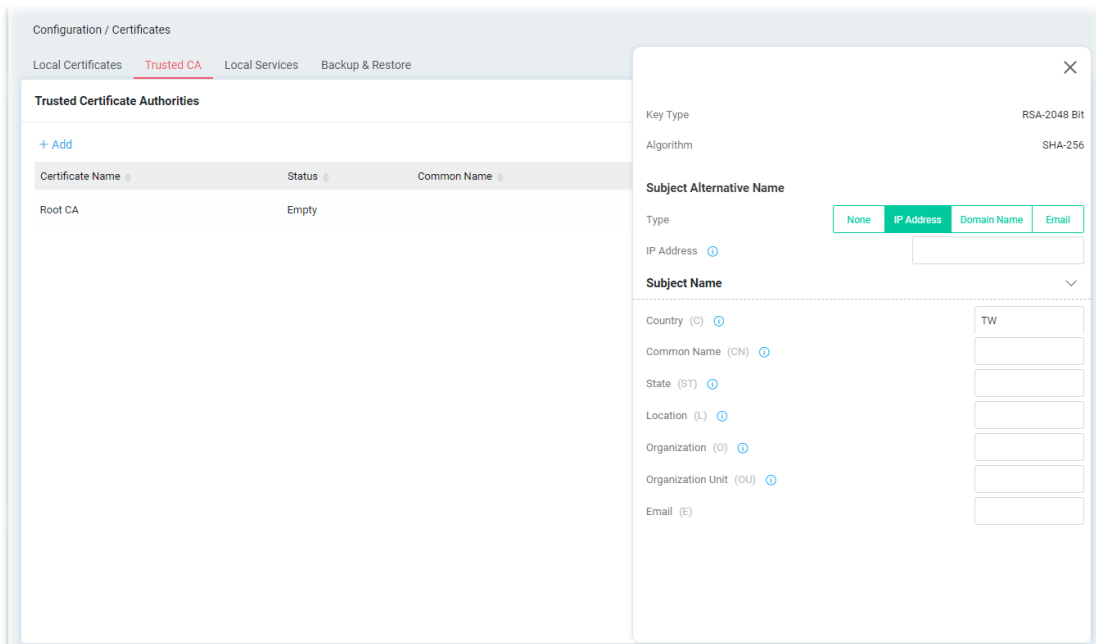 Configuration / Certificates
Local Certificates Trusted CA Local Services Backup & Restore
Trusted Certificate Authorities
+ Add
Certificate Name Status Common Name
Root CA Empty
Key Type RSA-2048 Bit
Algorithm SHA-256
Subject Alternative Name
Type None IP Address Domain Name Email
IP Address
Subject Name
Country (C) TW
Common Name (CN)
State (ST)
Location (L)
Organization (O)
Organization Unit (OU)
Email (E)